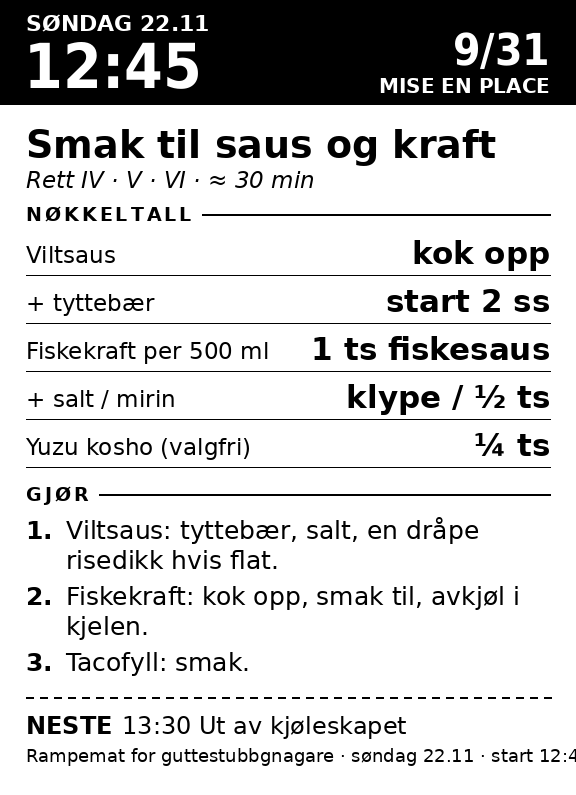 SØNDAG 22.11
12:45
9/31
MISE EN PLACE
Smak til saus og kraft
Rett IV · V · VI · ≈ 30 min
NØKKELTALL
Viltsaus kok opp
+ tyttebær start 2 ss
Fiskekraft per 500 ml 1 ts fiskesaus
+ salt / mirin klype / ½ ts
Yuzu kosho (valgfri) ¼ ts
GJØR
1. Viltsaus: tyttebær, salt, en dråpe
risedikk hvis flat.
2. Fiskekraft: kok opp, smak til, avkjøl i
kjelen.
3. Tacofyll: smak.
NESTE 13:30 Ut av kjøleskapet
Rampemat for guttestubbgnagare · søndag 22.11 · start 12:4